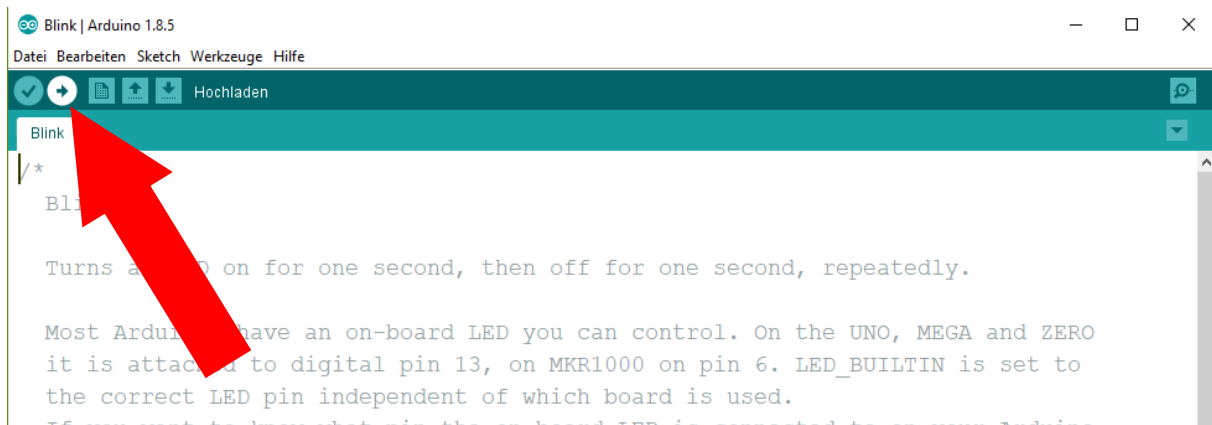 Blink | Arduino 1.8.5
Datei Bearbeiten Sketch Werkzeuge Hilfe
Hochladen
Blink
/*
Turns on for one second, then off for one second, repeatedly.
Most have an on-board LED you can control. On the UNO, MEGA and ZERO
it is to digital pin 13, on MKR1000 on pin 6. LED_BUILTIN is set to
the correct LED pin independent of which board is used.